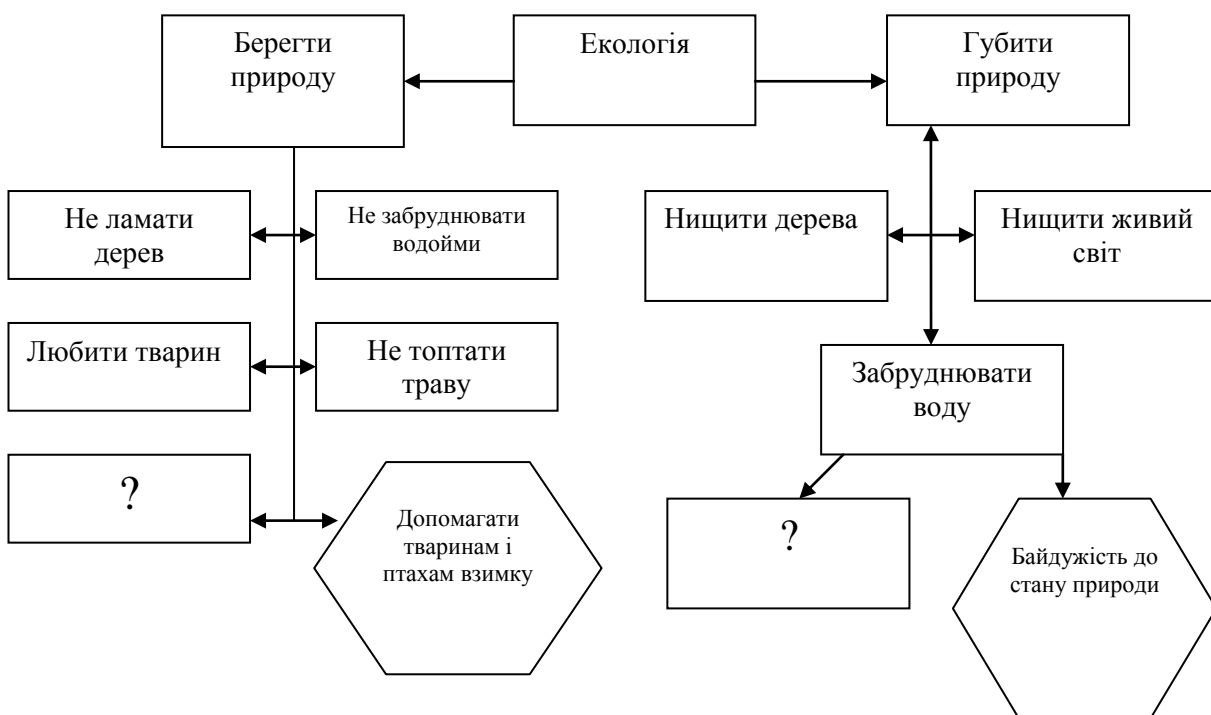 Берегти
природу
Екологія
Губити
природу
Не ламати
дерев
Не забруднювати
водойми
Нищити дерева
Нищити живий
світ
Любити тварин
Не топтати
траву
Забруднювати
воду
?
Допомагати
тваринам і
птахам взимку
?
Байдужість до
стану природи